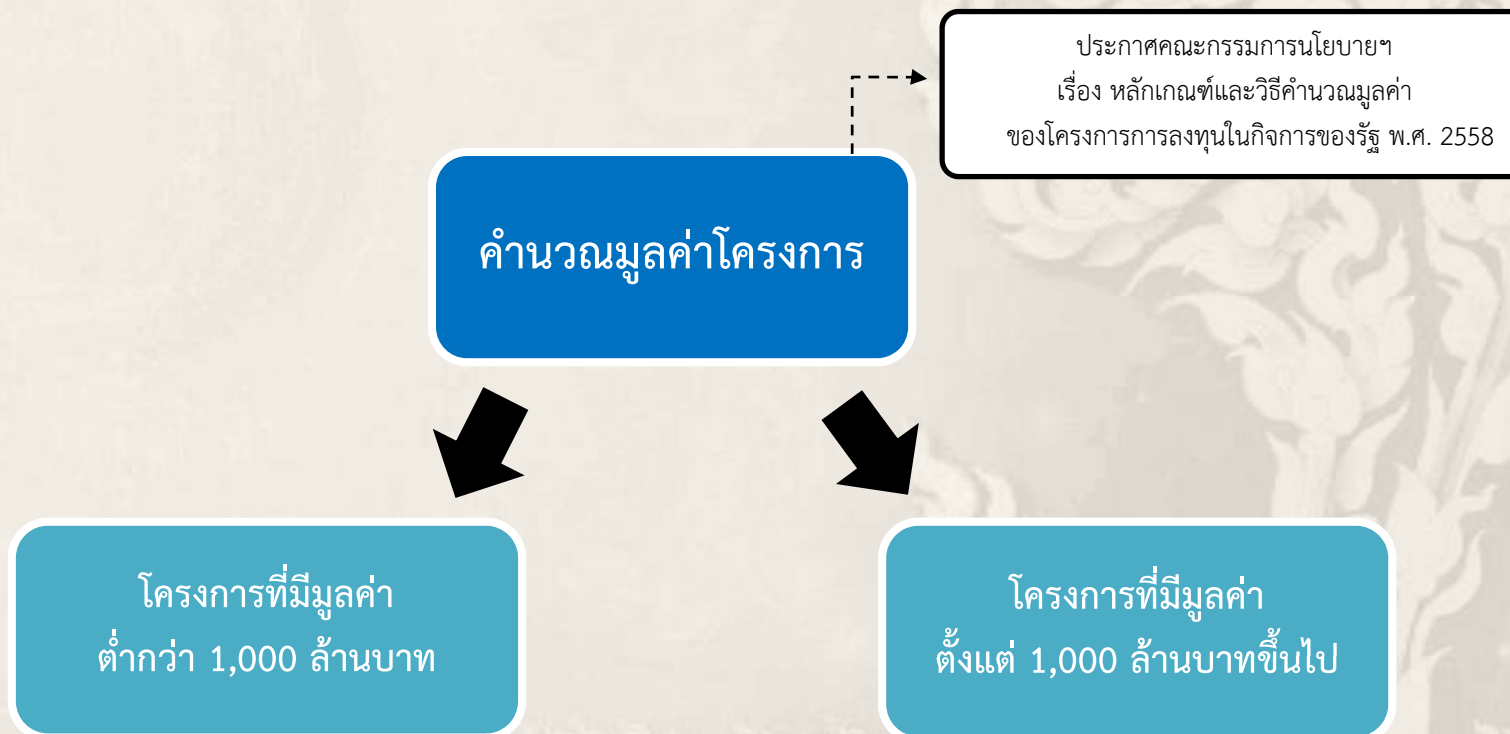 ประกาศคณะกรรมการนโยบายฯ
เรื่อง หลักเกณฑ์และวิธีคำนวณมูลค่า
ของโครงการการลงทุนในกิจการของรัฐ พ.ศ. 2558
คำนวณมูลค่าโครงการ
โครงการที่มีมูลค่า
ต่ำกว่า 1,000 ล้านบาท
โครงการที่มีมูลค่า
ตั้งแต่ 1,000 ล้านบาทขึ้นไป